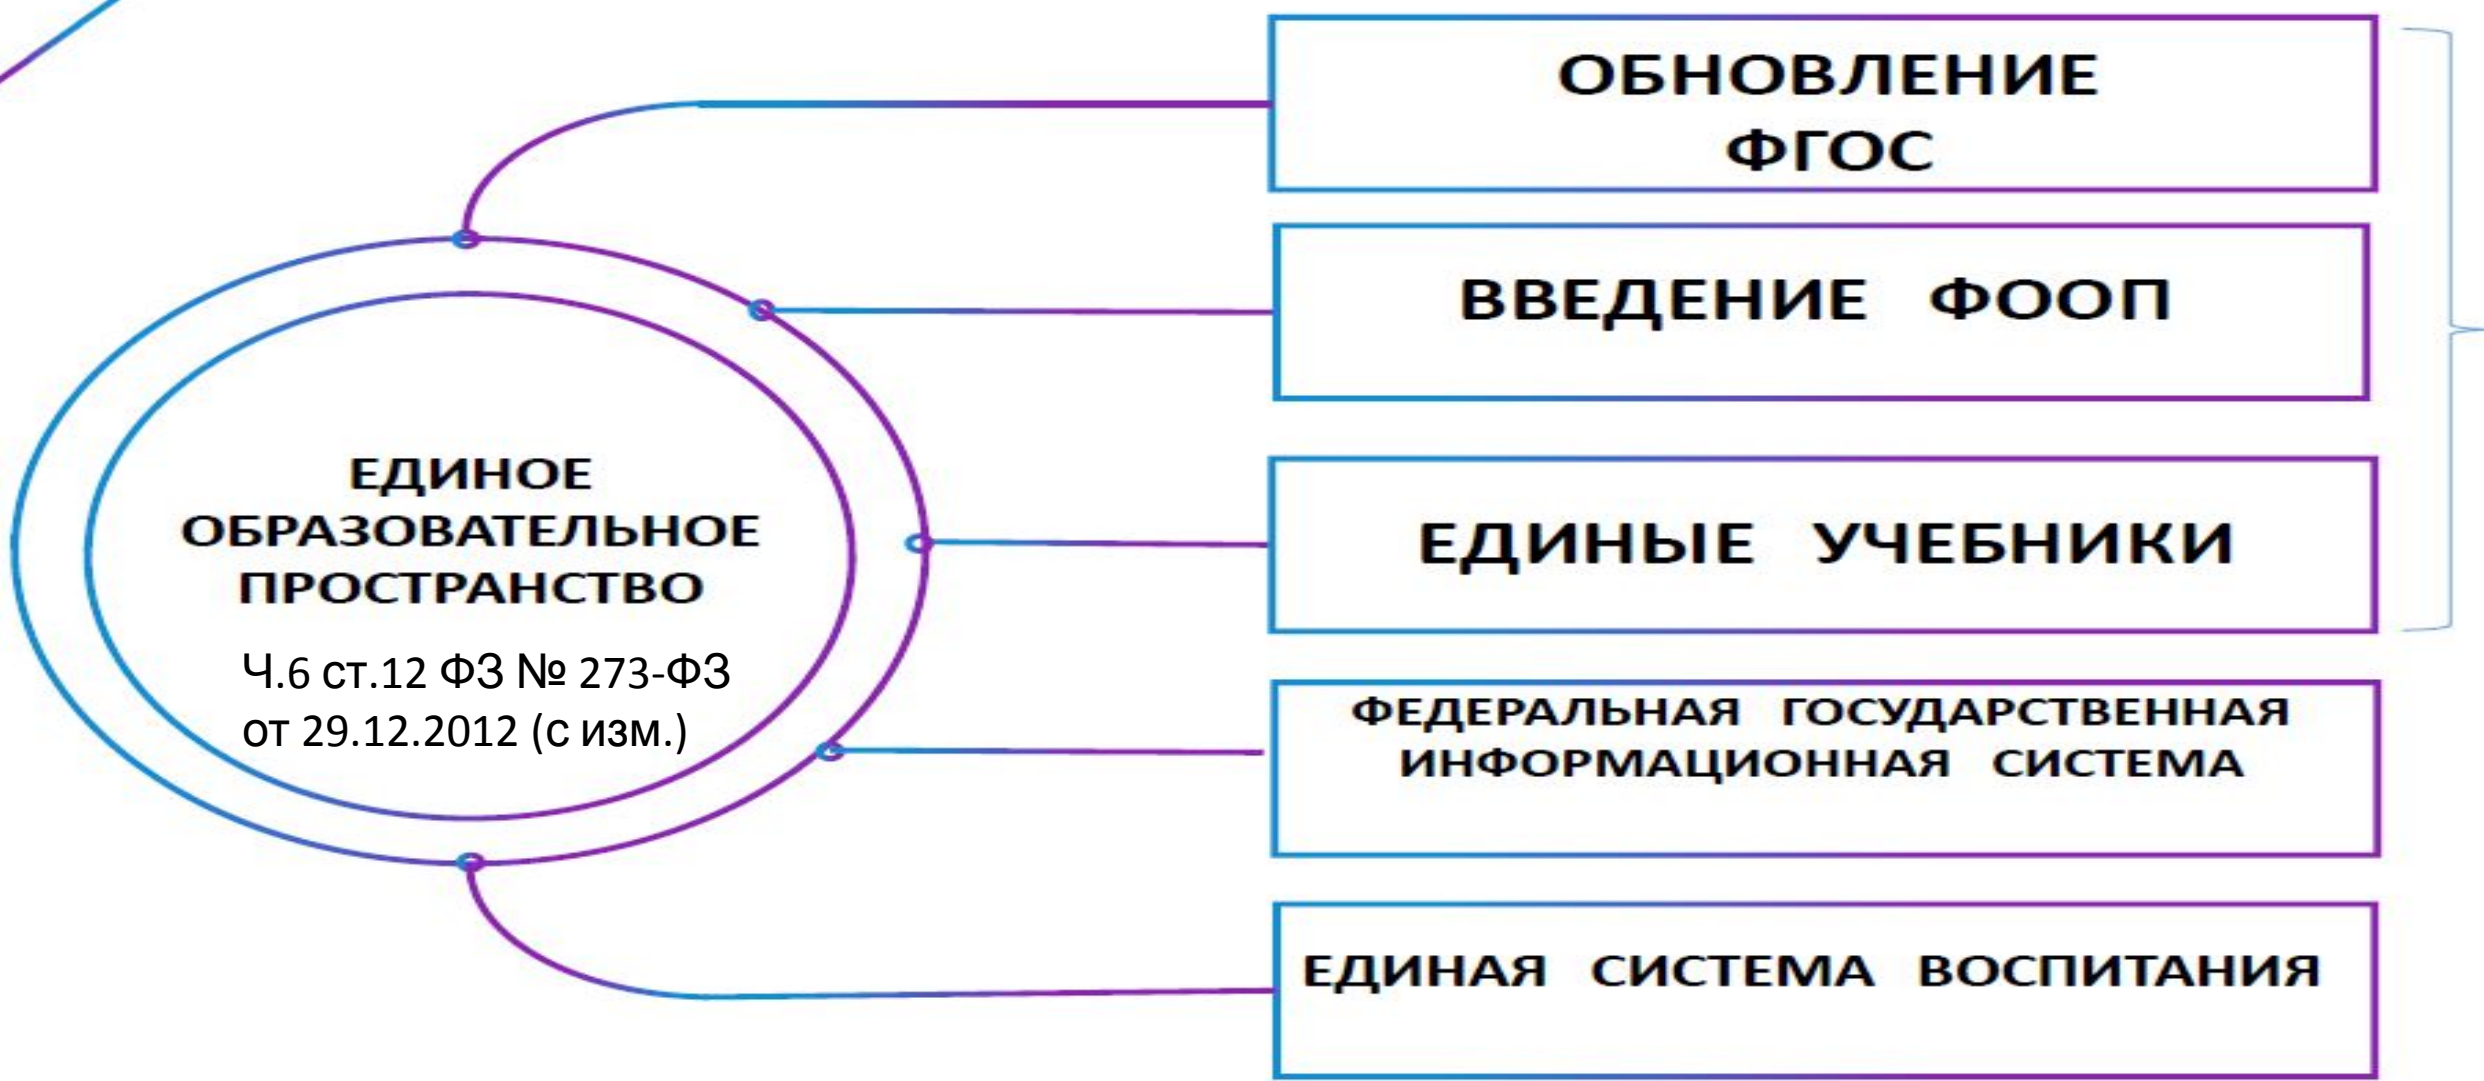 ОБНОВЛЕНИЕ
ФГОС
ВВЕДЕНИЕ ФООП
ЕДИНОЕ
ОБРАЗОВАТЕЛЬНОЕ
ПРОСТРАНСТВО
Ч.6 ст.12 ФЗ № 273-ФЗ
от 29.12.2012 (с изм.)
ЕДИНЫЕ УЧЕБНИКИ
ФЕДЕРАЛЬНАЯ ГОСУДАРСТВЕННАЯ
ИНФОРМАЦИОННАЯ СИСТЕМА
ЕДИНАЯ СИСТЕМА ВОСПИТАНИЯ